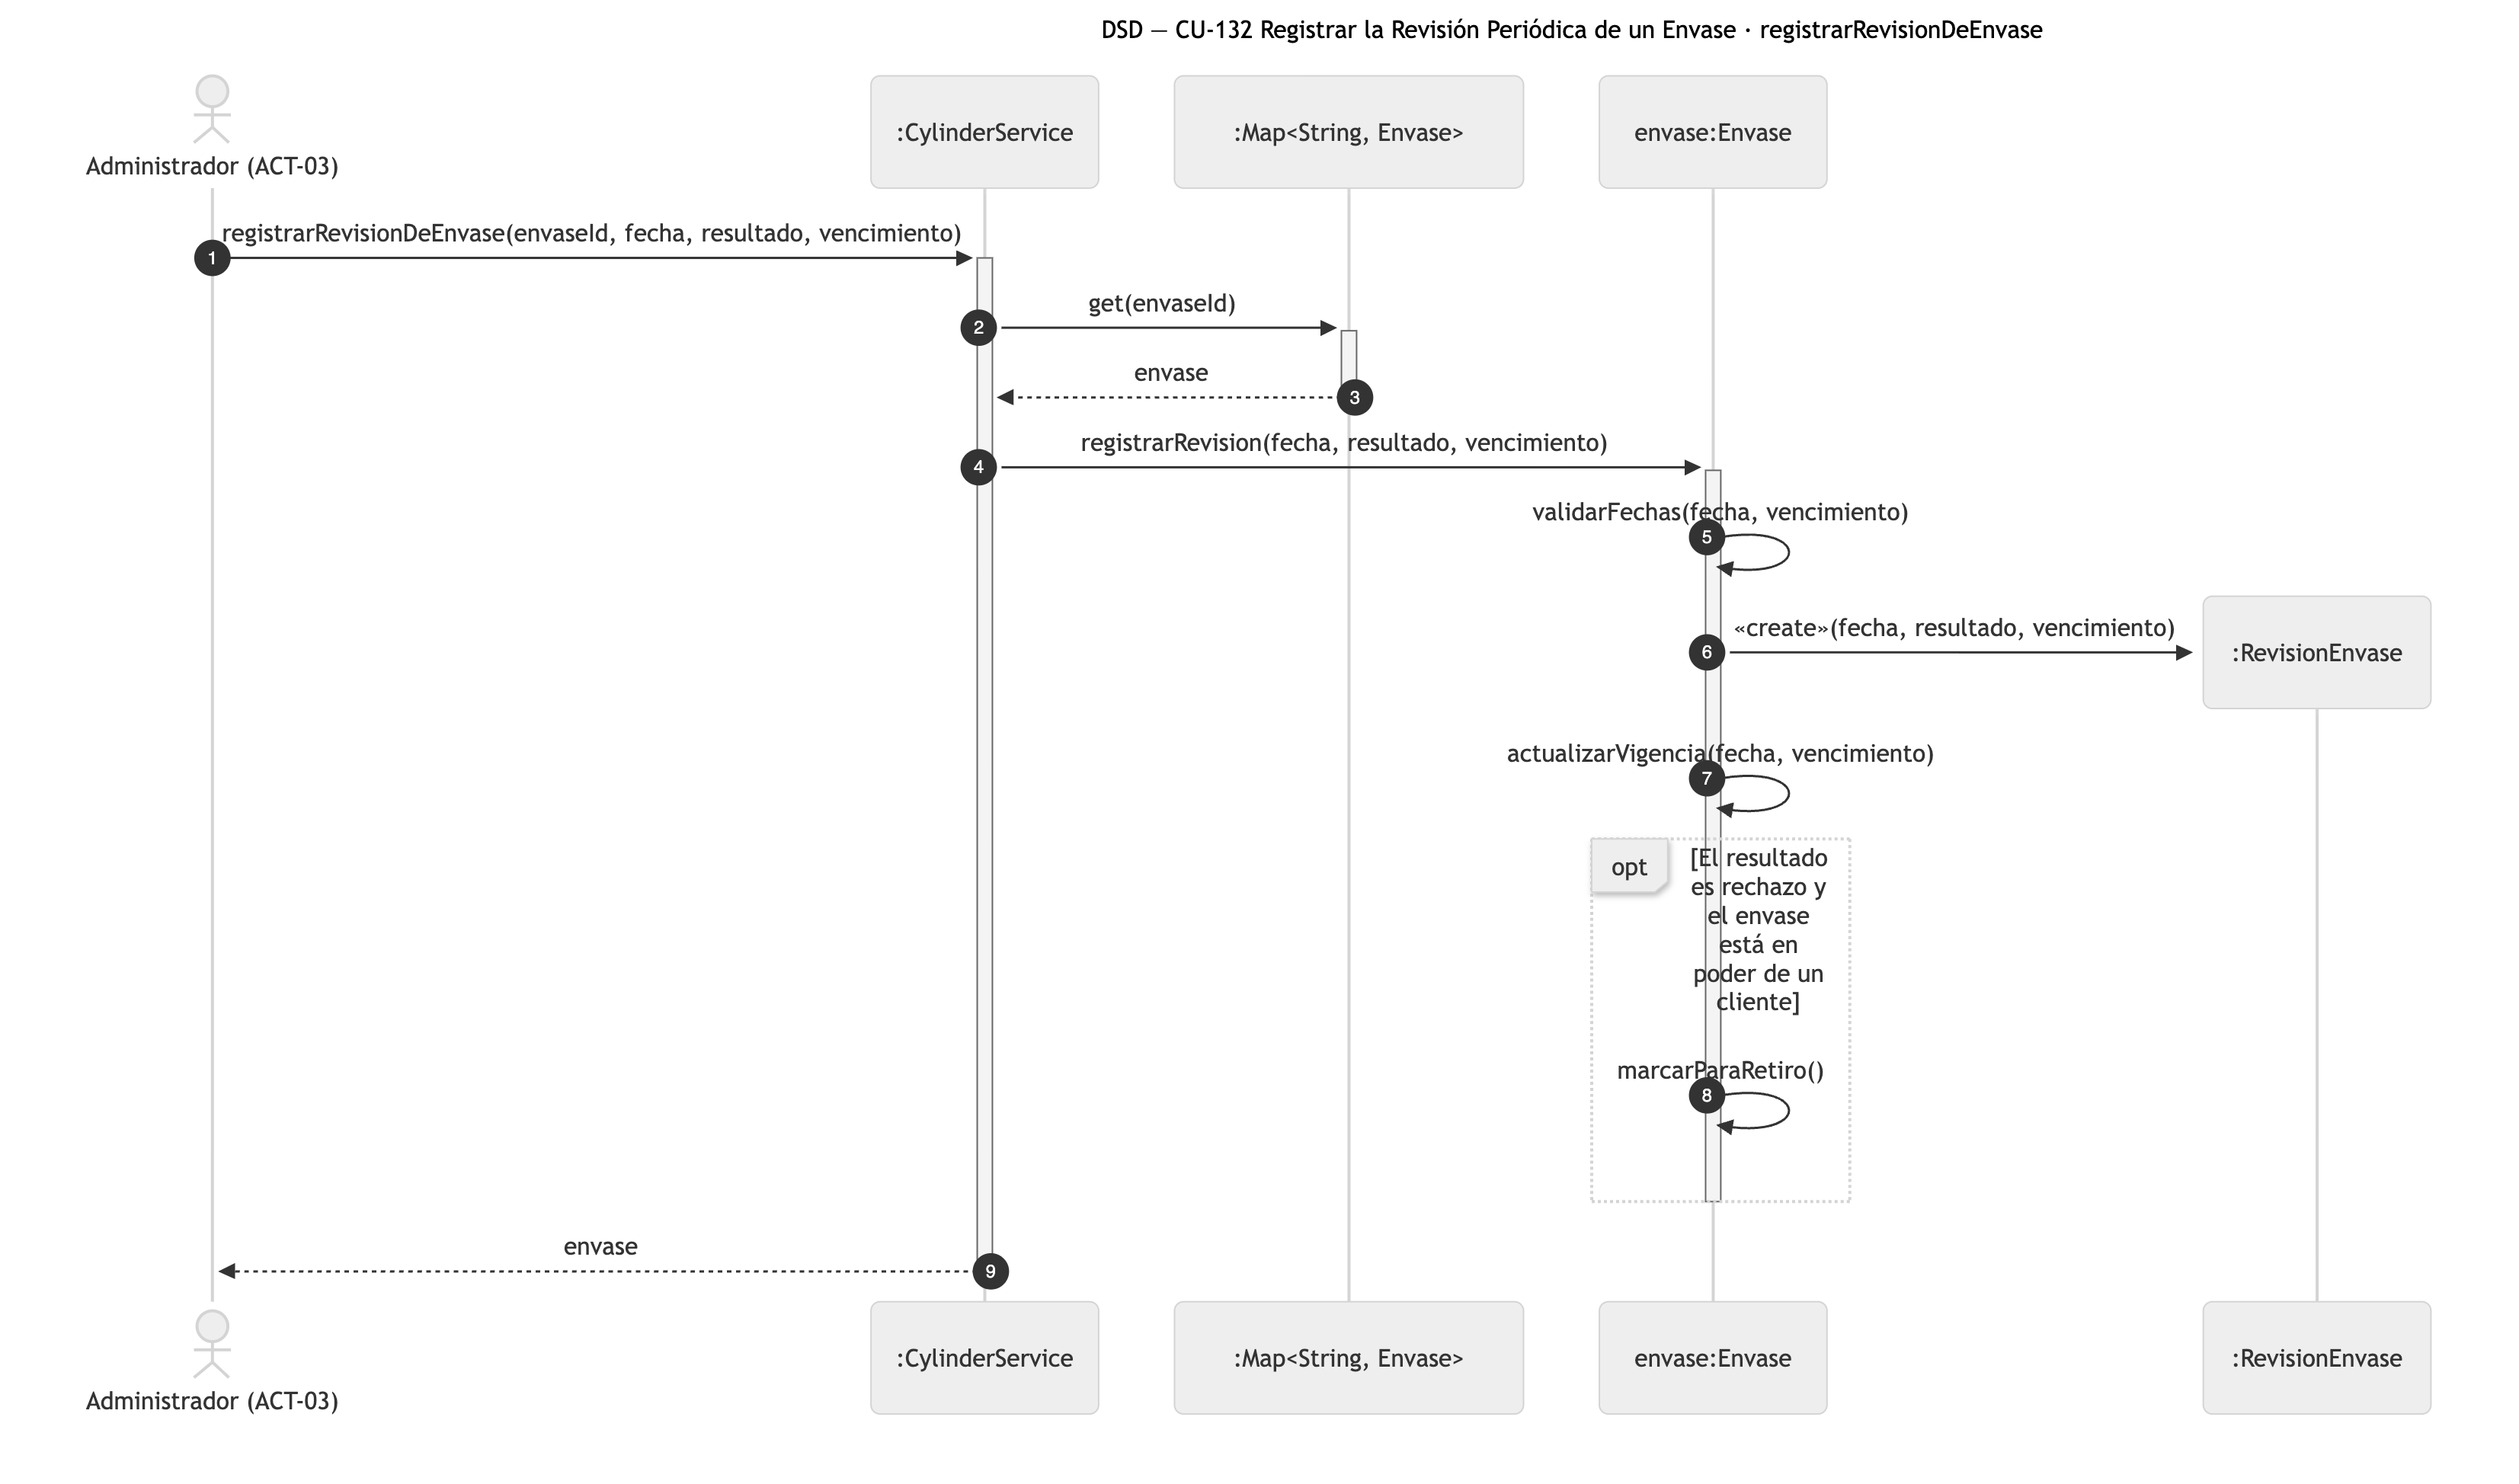 DSD — CU-132 Registrar la Revisión Periódica de un Envase · registrarRevisionDeEnvase
Administrador (ACT-03)
:CylinderService
:Map<String, Envase>
envase:Envase
registrarRevisionDeEnvase(envaseId, fecha, resultado, vencimiento)
1
get(envaseId)
2
envase
3
registrarRevision(fecha, resultado, vencimiento)
4
validarFechas(fecha, vencimiento)
5
«create»(fecha, resultado, vencimiento)
6
:RevisionEnvase
actualizarVigencia(fecha, vencimiento)
7
opt
[El resultado
es rechazo y
el envase
está en
poder de un
cliente]
marcarParaRetiro()
8
envase
9
Administrador (ACT-03)
:CylinderService
:Map<String, Envase>
envase:Envase
:RevisionEnvase